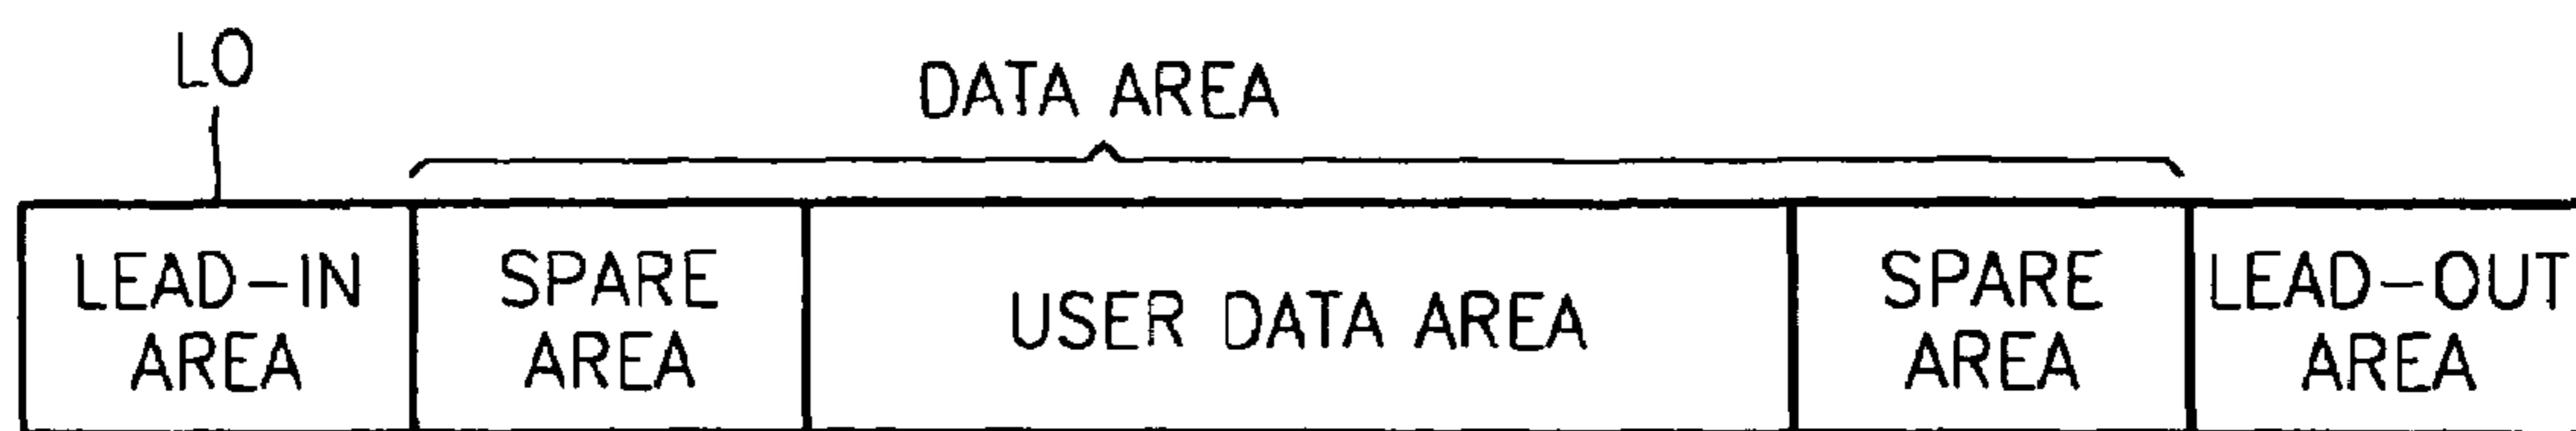 LO
DATA AREA
LEAD-IN
AREA
SPARE
AREA
USER DATA AREA
SPARE
AREA
LEAD-OUT
AREA